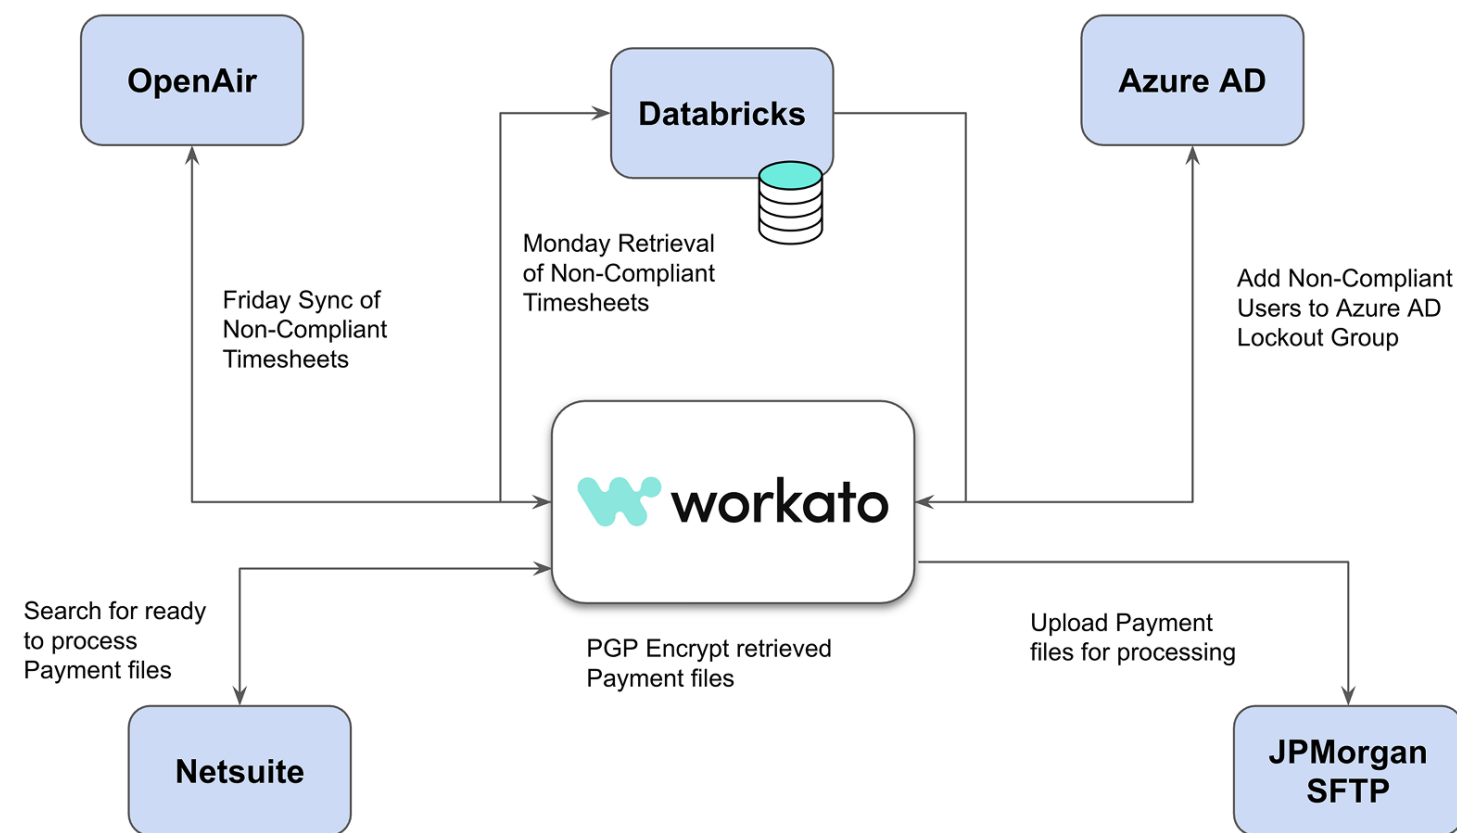 OpenAir
Databricks
Azure AD
Monday Retrieval
of Non-Compliant
Timesheets
Friday Sync of
Non-Compliant
Timesheets
Add Non-Compliant
Users to Azure AD
Lockout Group
workato
Search for ready
to process
Payment files
PGP Encrypt retrieved
Payment files
Upload Payment
files for processing
Netsuite
JPMorgan
SFTP